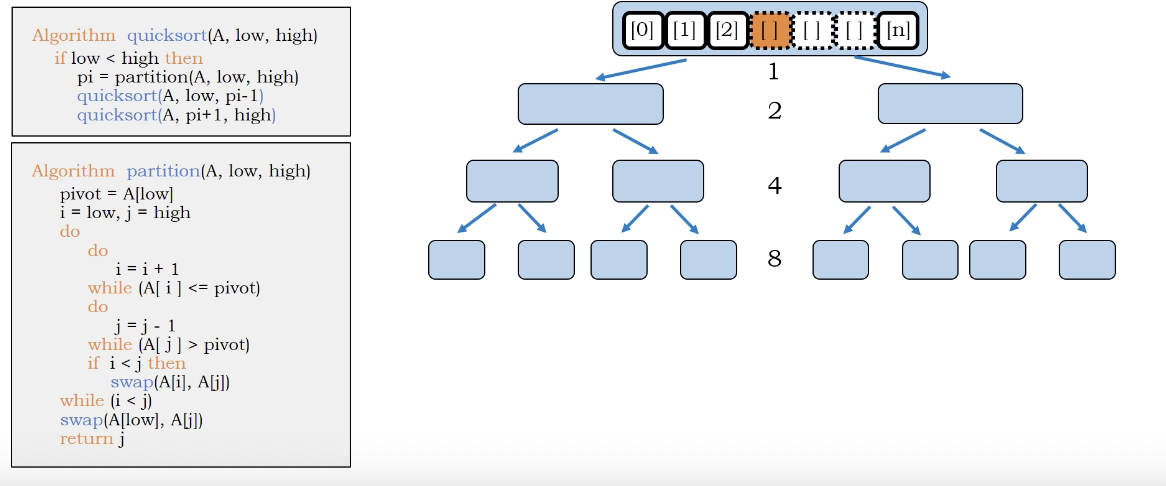 Algorithm quicksort(A, low, high)
if low < high then
pi = partition(A, low, high)
quicksort(A, low, pi-1)
quicksort(A, pi+1, high)
Algorithm partition(A, low, high)
pivot = A[low]
i = low, j = high
do
do
i = i + 1
while (A[ i ] <= pivot)
do
j = j - 1
while (A[ j ] > pivot)
if i < j then
swap(A[i], A[j])
while (i < j)
swap(A[low], A[j])
return j
[0] [1] [2] [ ] [ ] [ ] [n]
1
2
4
8